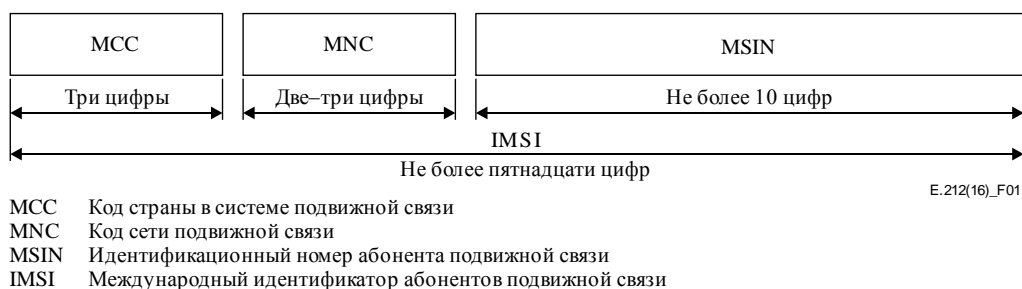 MCC MNC MSIN
Три цифры Две–три цифры Не более 10 цифр
IMSI
Не более пятнадцати цифр
E.212(16)_F01
MCC Код страны в системе подвижной связи
MNC Код сети подвижной связи
MSIN Идентификационный номер абонента подвижной связи
IMSI Международный идентификатор абонентов подвижной связи